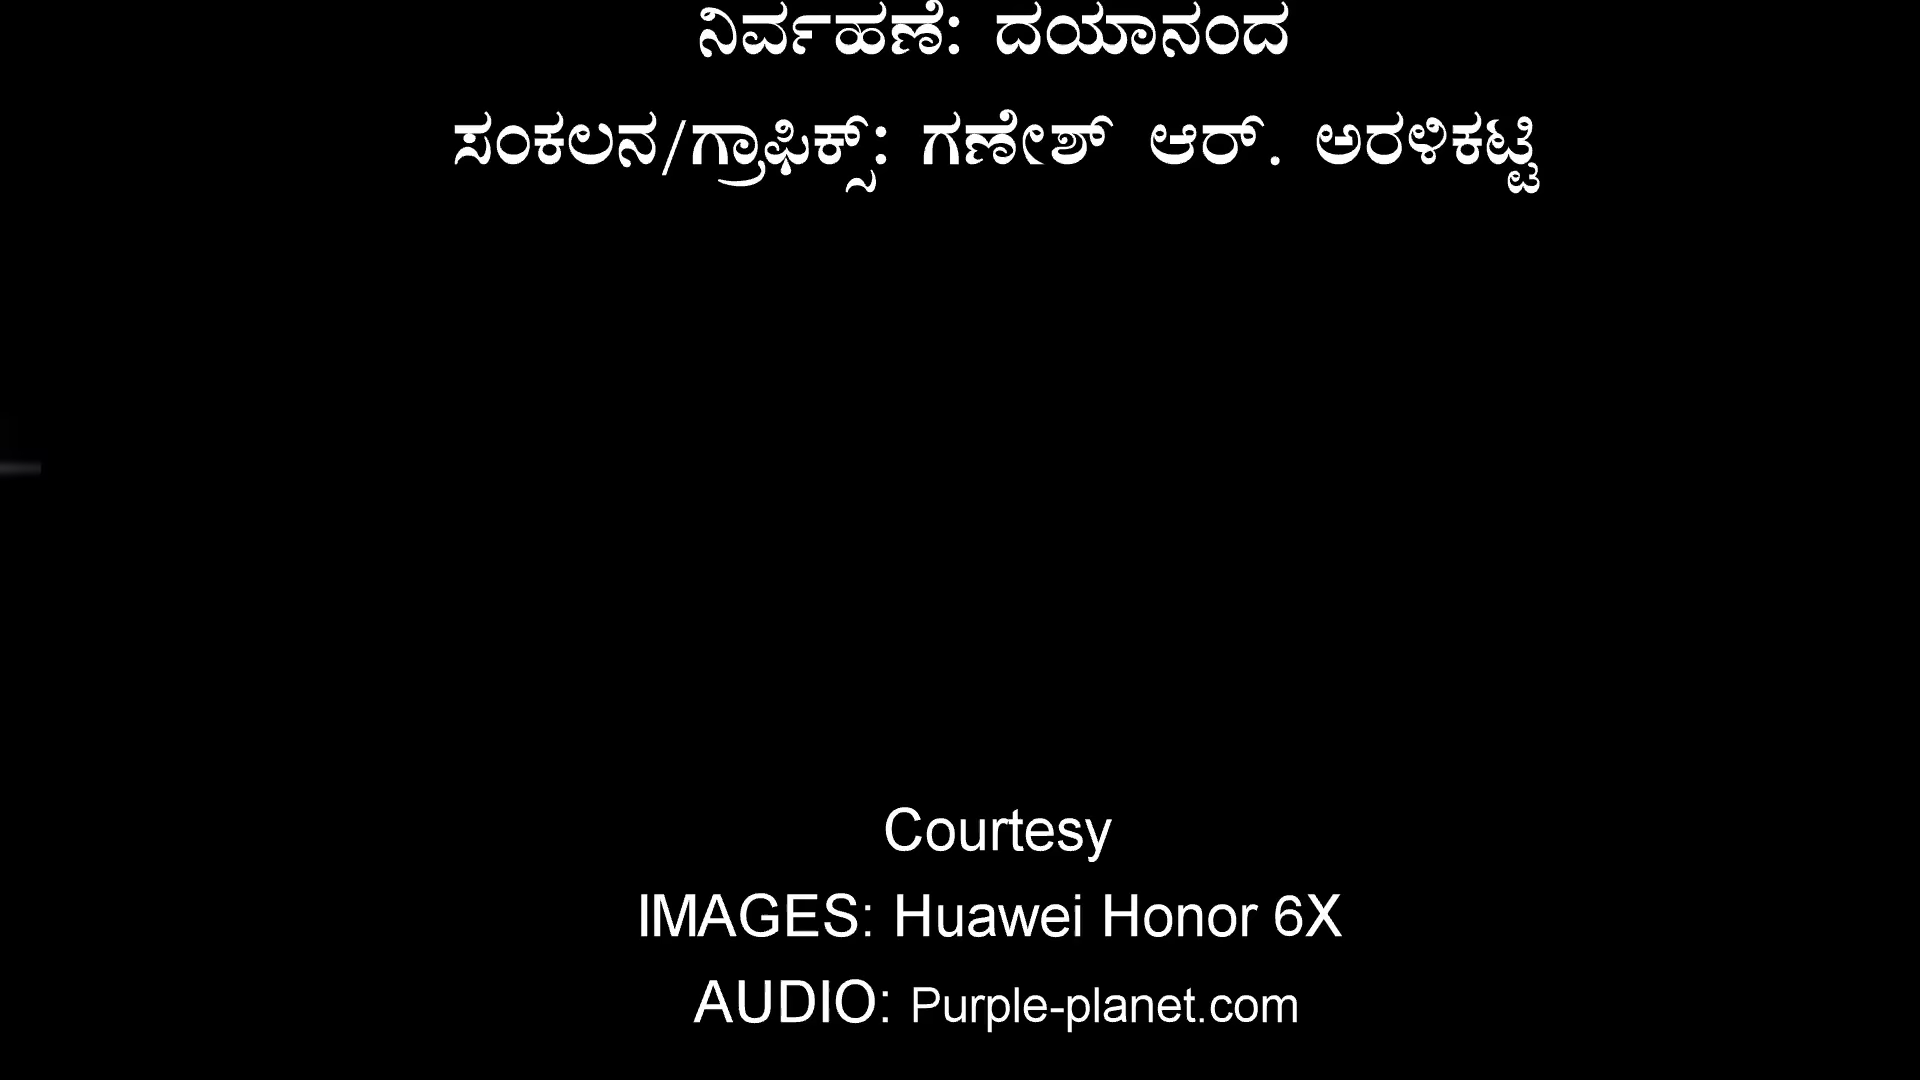 ನಿರ್ವಹಣೆ: ದಯಾನಂದ
ಸಂಕಲನ/ಗ್ರಾಫಿಕ್ಸ್: ಗಣೇಶ್ ಆರ್. ಅರಳಿಕಟ್ಟಿ
Courtesy
IMAGES: Huawei Honor 6X
AUDIO: Purple-planet.com